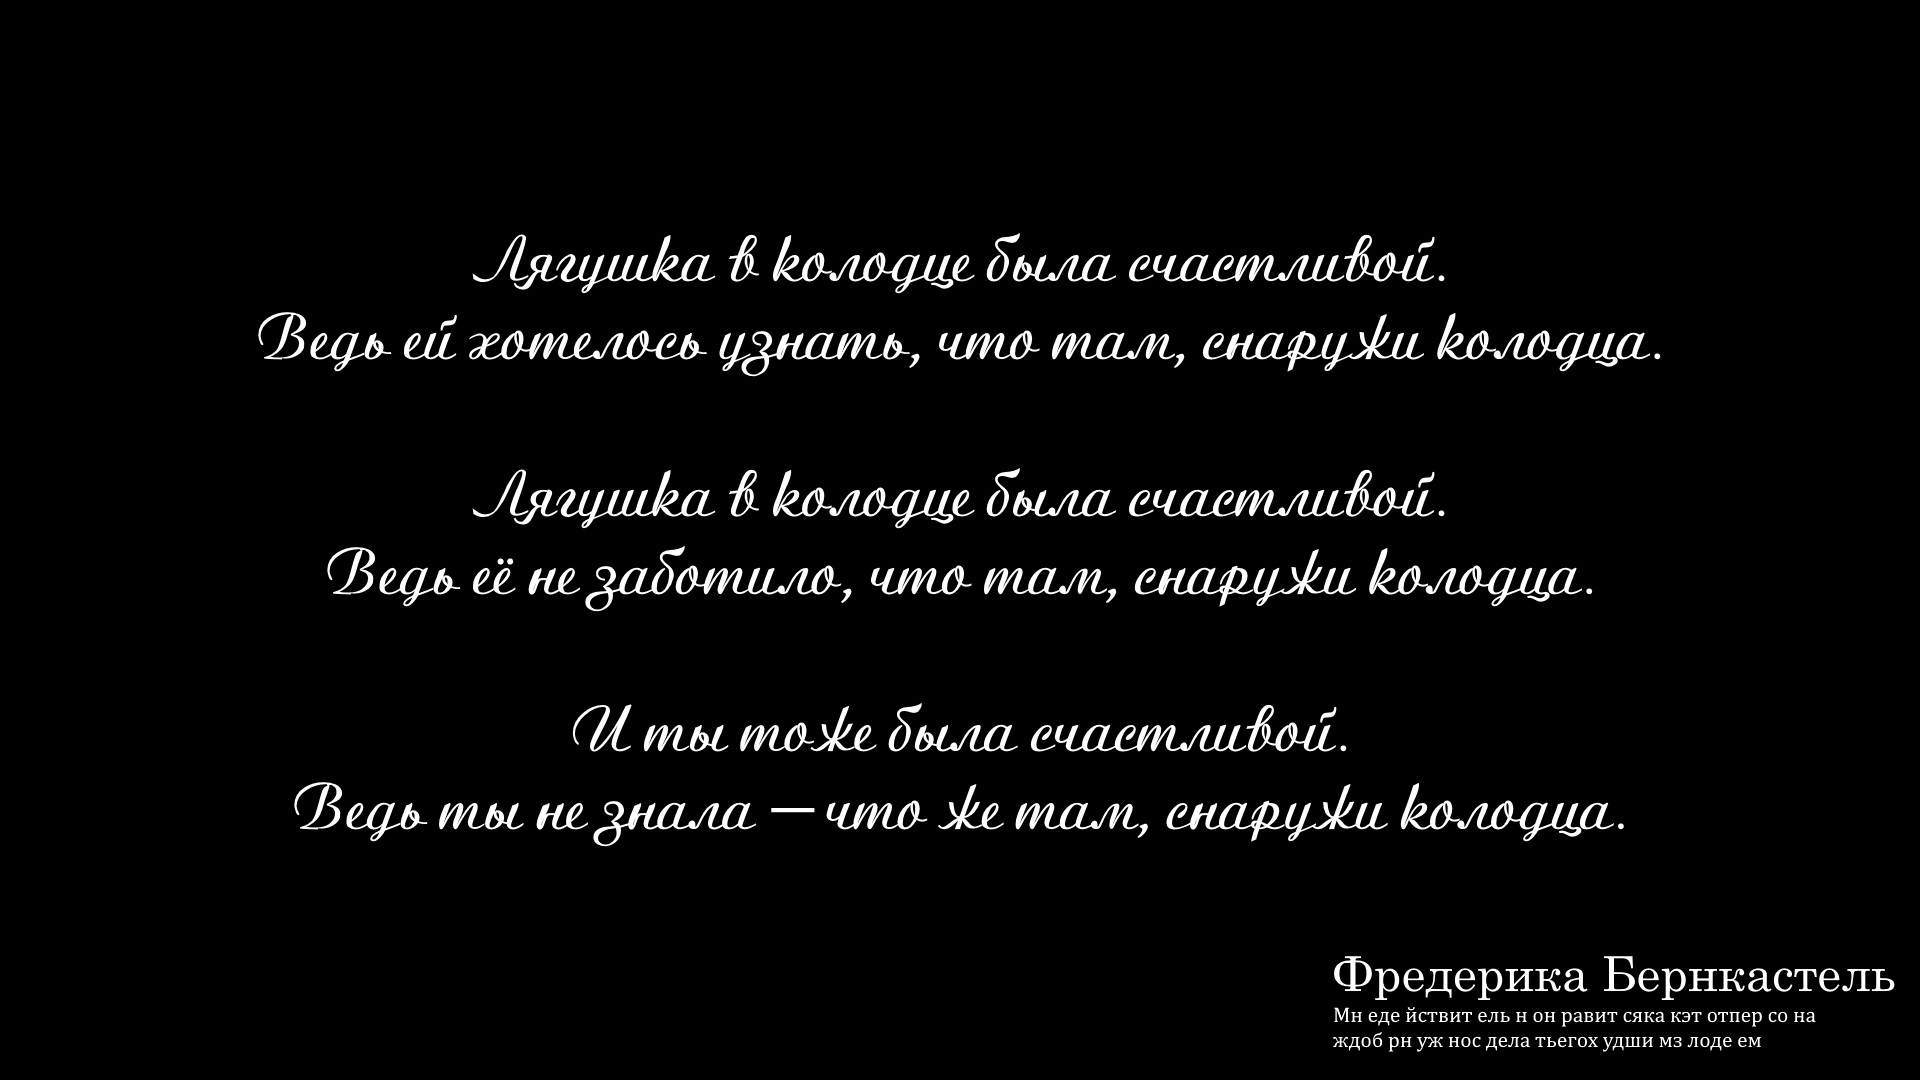 Лягушка в колодце была счастливой.
Ведь ей хотелось узнать, что там, снаружи колодца.
Лягушка в колодце была счастливой.
Ведь её не заботило, что там, снаружи колодца.
И ты тоже была счастливой.
Ведь ты не знала — что же там, снаружи колодца.
Фредерика Бернкастель
Мн еде йствит ель н он равит сяка кэт отпер со на
ждоб рн уж нос дела тьегох удши мз лоде ем